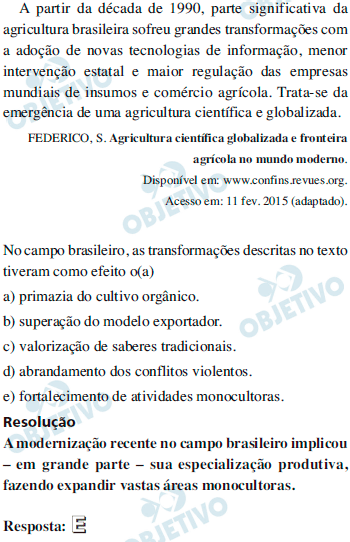 A partir da década de 1990, parte significativa da
agricultura brasileira sofreu grandes transformações com
a adoção de novas tecnologias de informação, menor
intervenção estatal e maior regulação das empresas
mundiais de insumos e comércio agrícola. Trata-se da
emergência de uma agricultura científica e globalizada.
FEDERICO, S. Agricultura científica globalizada e fronteira
agrícola no mundo moderno.
Disponível em: www.confins.revues.org.
Acesso em: 11 fev. 2015 (adaptado).
No campo brasileiro, as transformações descritas no texto
tiveram como efeito o(a)
a) primazia do cultivo orgânico.
b) superação do modelo exportador.
c) valorização de saberes tradicionais.
d) abrandamento dos conflitos violentos.
e) fortalecimento de atividades monocultoras.
Resolução
A modernização recente no campo brasileiro implicou
– em grande parte – sua especialização produtiva,
fazendo expandir vastas áreas monocultoras.
Resposta: E
OBJETIVO
OBJETIVO
OBJETIVO
OBJETIVO
OBJETIVO
OBJETIVO
OBJETIVO